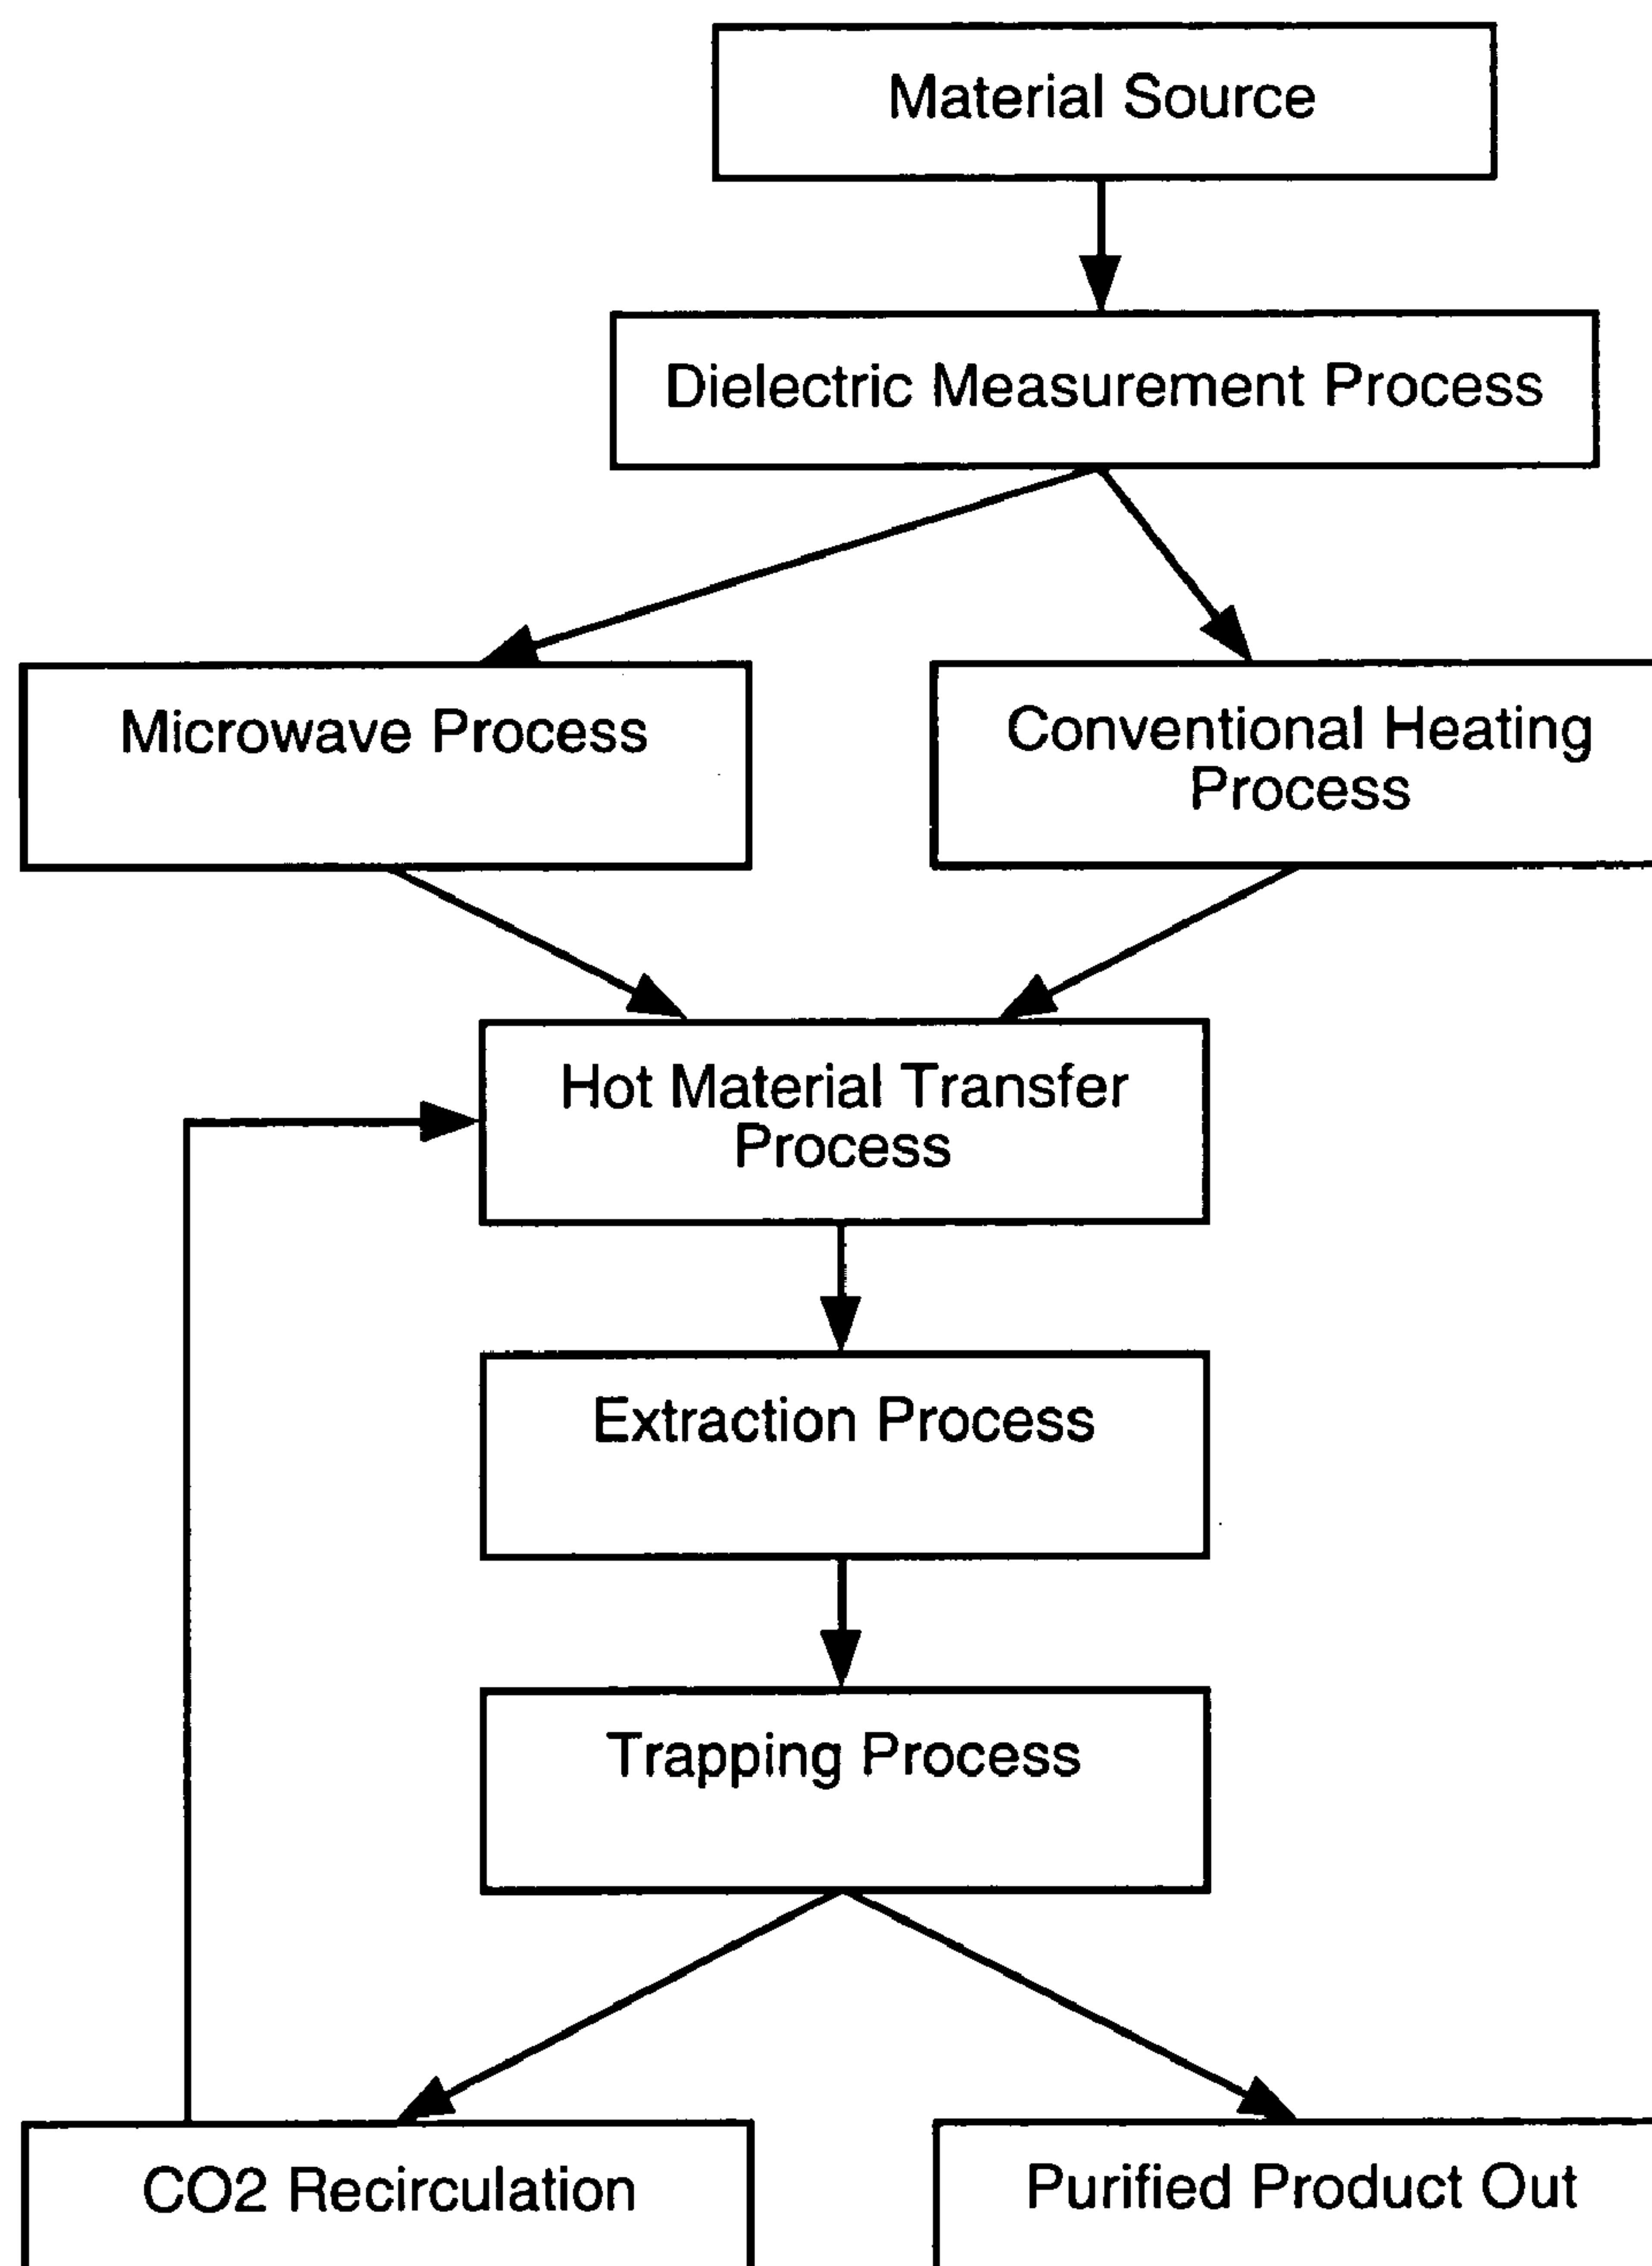 Material Source
Dielectric Measurement Process
Microwave Process
Conventional Heating
Process
Hot Material Transfer
Process
Extraction Process
Trapping Process
CO2 Recirculation
Purified Product Out